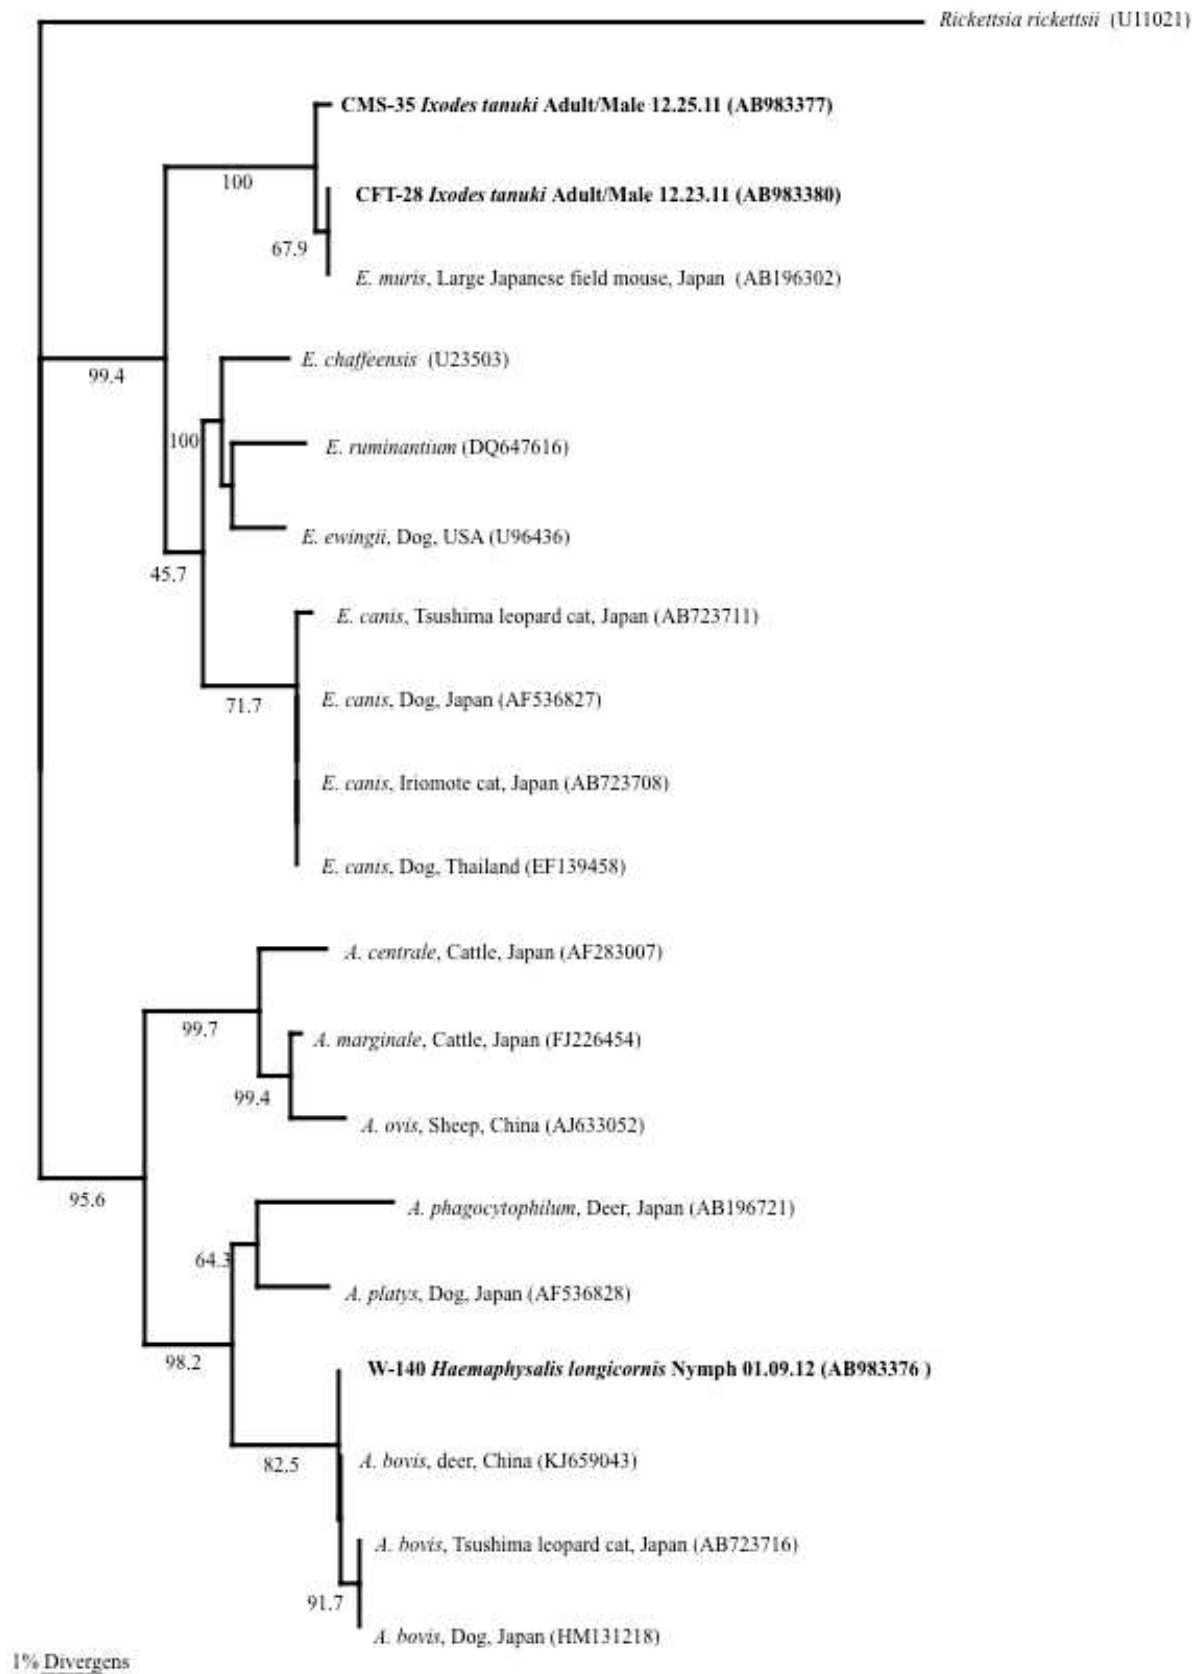 Rickettsia rickettsii (U11021)
CMS-35 Ixodes tanuki Adult/Male 12.25.11 (AB983377)
100
CFT-28 Ixodes tanuki Adult/Male 12.23.11 (AB983380)
67.9
E. muris, Large Japanese field mouse, Japan (AB196302)
E. chaffeensis (U23503)
99.4
100
E. ruminantium (DQ647616)
E. ewingii, Dog, USA (U96436)
45.7
E. canis, Tsushima leopard cat, Japan (AB723711)
E. canis, Dog, Japan (AF536827)
71.7
E. canis, Iriomote cat, Japan (AB723708)
E. canis, Dog, Thailand (EF139458)
A. centrale, Cattle, Japan (AF283007)
99.7
A. marginale, Cattle, Japan (FJ226454)
99.4
A. ovis, Sheep, China (AJ633052)
95.6
A. phagocytophilum, Deer, Japan (AB196721)
64.3
A. platys, Dog, Japan (AF536828)
98.2
W-140 Haemaphysalis longicornis Nymph 01.09.12 (AB983376 )
82.5
A. bovis, deer, China (KJ659043)
A. bovis, Tsushima leopard cat, Japan (AB723716)
91.7
A. bovis, Dog, Japan (HM131218)
1% Divergens